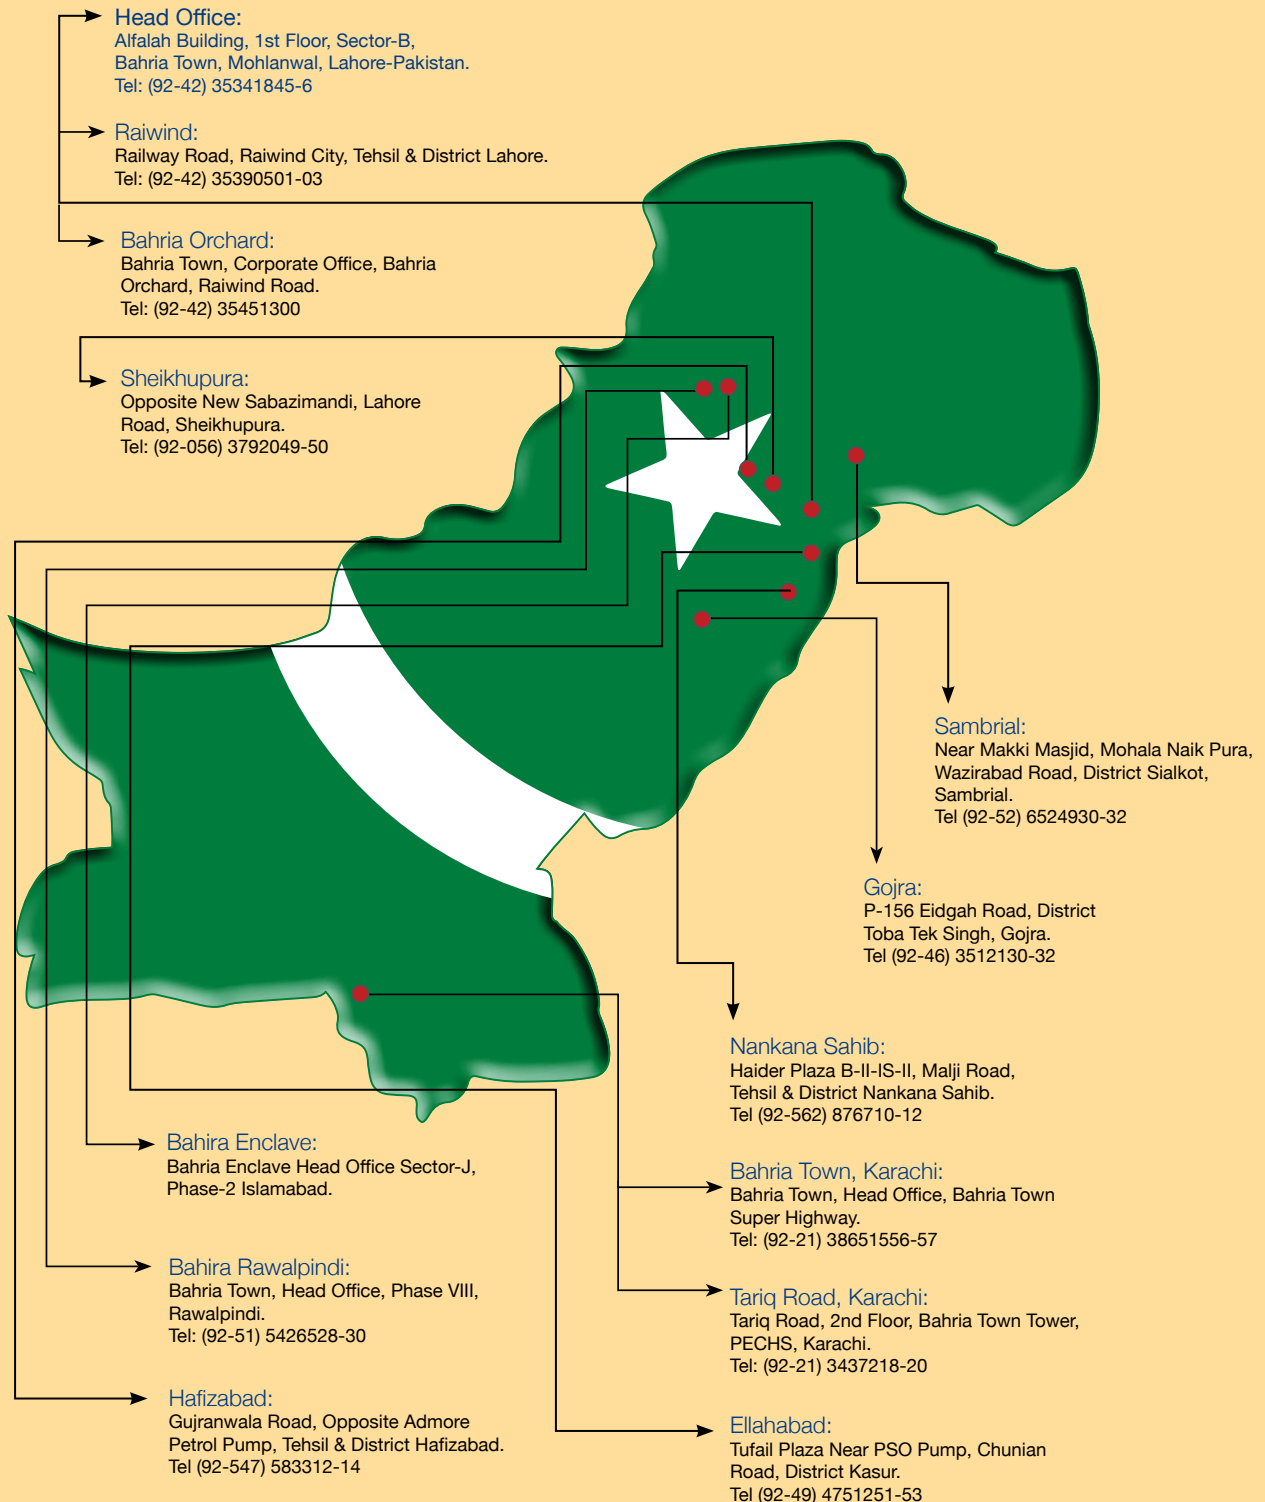 Head Office:
Alfalah Building, 1st Floor, Sector-B,
Bahria Town, Mohlanwal, Lahore-Pakistan.
Tel: (92-42) 35341845-6
Raiwind:
Railway Road, Raiwind City, Tehsil & District Lahore.
Tel: (92-42) 35390501-03
Bahria Orchard:
Bahria Town, Corporate Office, Bahria
Orchard, Raiwind Road.
Tel: (92-42) 35451300
Sheikhupura:
Opposite New Sabazimandi, Lahore
Road, Sheikhupura.
Tel: (92-056) 3792049-50
Sambrial:
Near Makki Masjid, Mohala Naik Pura,
Wazirabad Road, District Sialkot,
Sambrial.
Tel (92-52) 6524930-32
Gojra:
P-156 Eidgah Road, District
Toba Tek Singh, Gojra.
Tel (92-46) 3512130-32
Nankana Sahib:
Haider Plaza B-II-IS-II, Malji Road,
Tehsil & District Nankana Sahib.
Tel (92-562) 876710-12
Bahira Enclave:
Bahria Enclave Head Office Sector-J,
Phase-2 Islamabad.
Bahria Town, Karachi:
Bahria Town, Head Office, Bahria Town
Super Highway.
Tel: (92-21) 38651556-57
Bahira Rawalpindi:
Bahria Town, Head Office, Phase VIII,
Rawalpindi.
Tel: (92-51) 5426528-30
Tariq Road, Karachi:
Tariq Road, 2nd Floor, Bahria Town Tower,
PECHS, Karachi.
Tel: (92-21) 3437218-20
Hafizabad:
Gujranwala Road, Opposite Admore
Petrol Pump, Tehsil & District Hafizabad.
Tel (92-547) 583312-14
Ellahabad:
Tufail Plaza Near PSO Pump, Chunian
Road, District Kasur.
Tel (92-49) 4751251-53